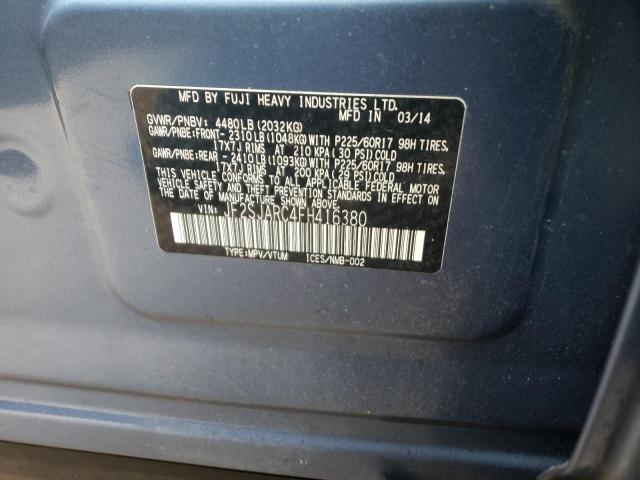 MFD BY FUJI HEAVY INDUSTRIES LTD.
MFD IN 03/14
GVWR/PNBV: 4480LB(2032KG)
GAWR/PNBE:FRONT- 2310LB(1048KG)WITH P225/60R17 98H TIRES,
17X7J RIMS AT 210KPA(30 PSI)COLD
GAWR/PNBE:REAR - 2410LB(1093KG)WITH P225/60R17 98H TIRES,
AT 200KPA(29 PSI)COLD
THIS VEHICLE CONFORMS TO ALL APPLICABLE FEDERAL MOTOR
VEHICLE SAFETY AND THEFT PREVENTION STANDARDS IN EFFECT ON
THE DATE OF MANUFACTURE SHOWN ABOVE.
VIN: JF2SJARC4FH416380
TYPE:MPV/VTUM ICES/NMB-002